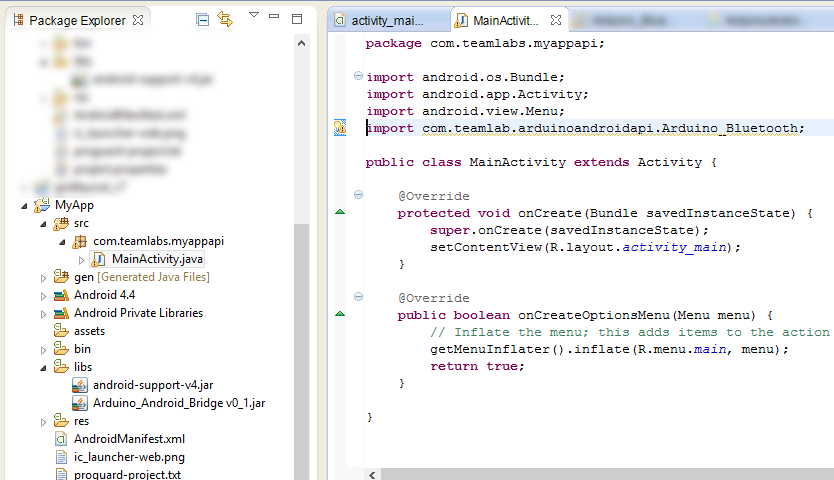 Package Explorer
MyApp
src
com.teamlabs.myappapi
MainActivity.java
gen [Generated Java Files]
Android 4.4
Android Private Libraries
assets
bin
libs
android-support-v4.jar
Arduino_Android_Bridge v0_1.jar
res
AndroidManifest.xml
ic_launcher-web.png
proguard-project.txt
activity_mai...
MainActivit...
package com.teamlabs.myappapi;
import android.os.Bundle;
import android.app.Activity;
import android.view.Menu;
import com.teamlab.arduinoandroidapi.Arduino_Bluetooth;
public class MainActivity extends Activity {
@Override
protected void onCreate(Bundle savedInstanceState) {
super.onCreate(savedInstanceState);
setContentView(R.layout.activity_main);
}
@Override
public boolean onCreateOptionsMenu(Menu menu) {
// Inflate the menu; this adds items to the action
getMenuInflater().inflate(R.menu.main, menu);
return true;
}
}